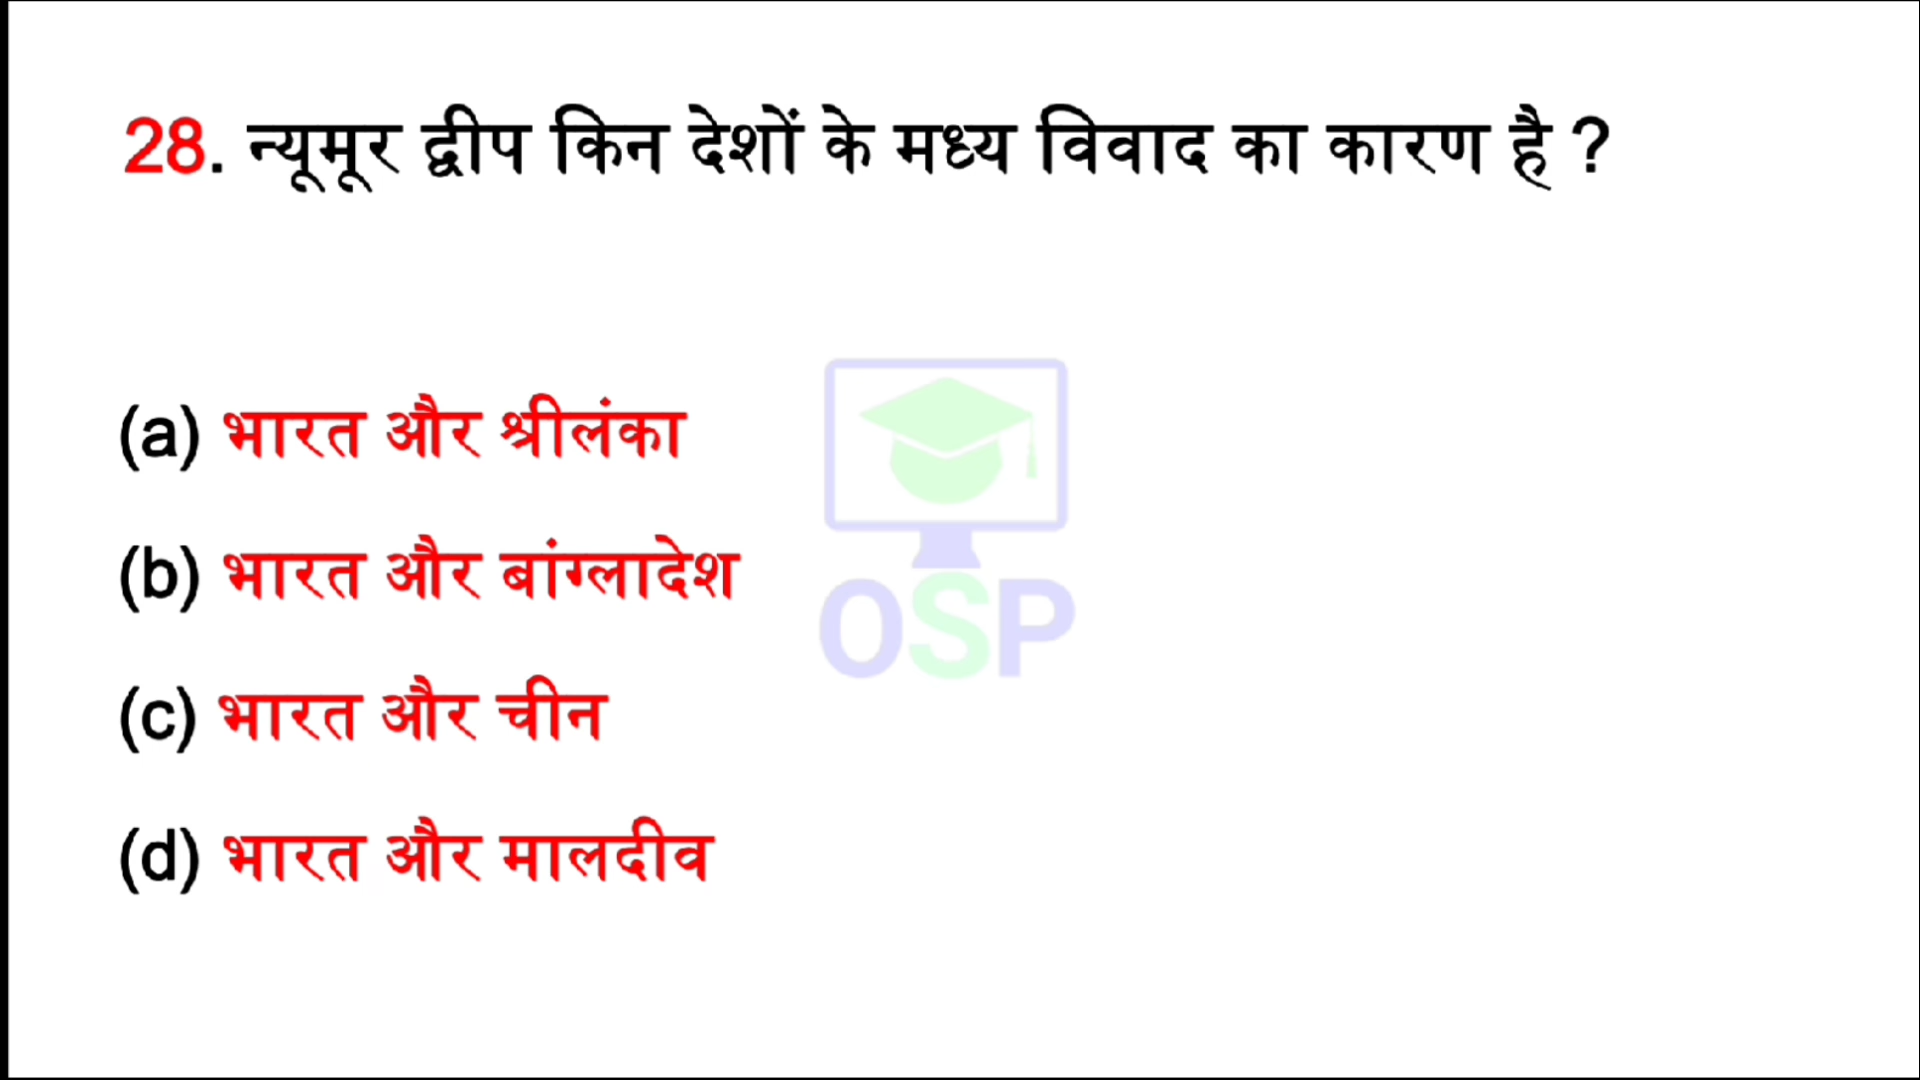 28. न्यूमूर द्वीप किन देशों के मध्य विवाद का कारण है ?
(a) भारत और श्रीलंका
(b) भारत और बांग्लादेश
(c) भारत और चीन
(d) भारत और मालदीव
OSP